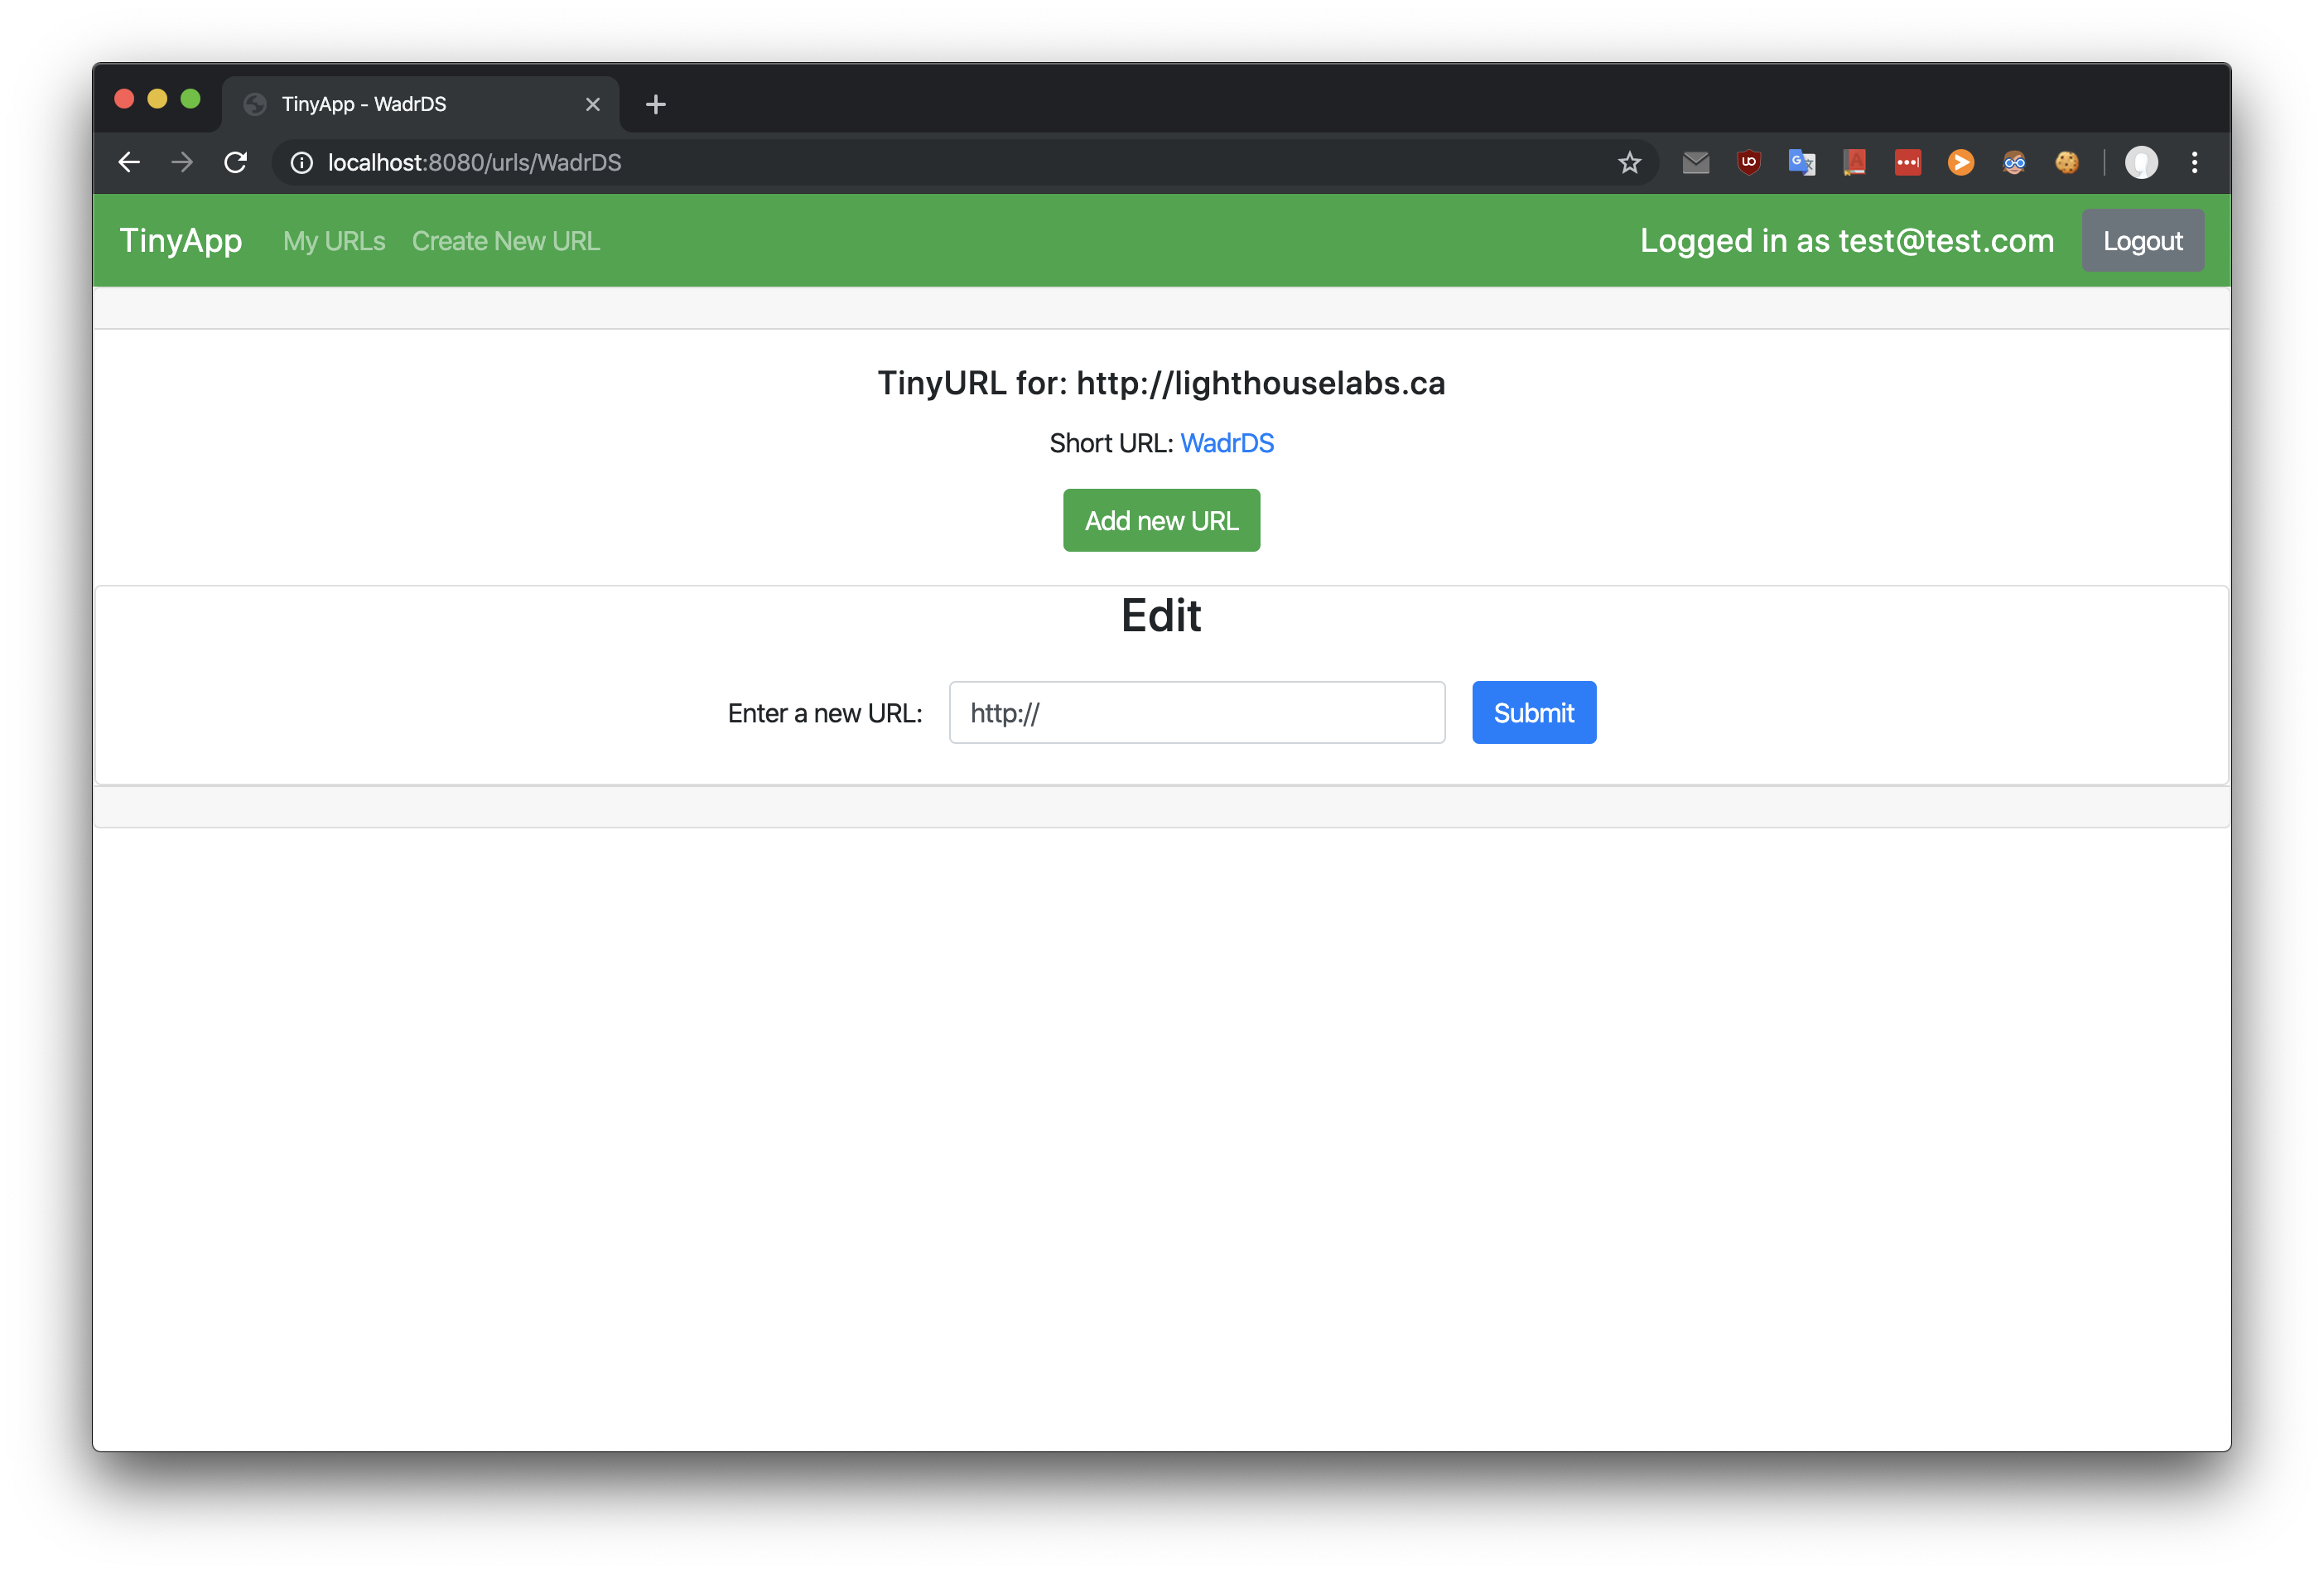 TinyApp - WadrDS
localhost:8080/urls/WadrDS
TinyApp My URLs Create New URL Logged in as test@test.com Logout
TinyURL for: http://lighthouselabs.ca
Short URL: WadrDS
Add new URL
Edit
Enter a new URL: http:// Submit